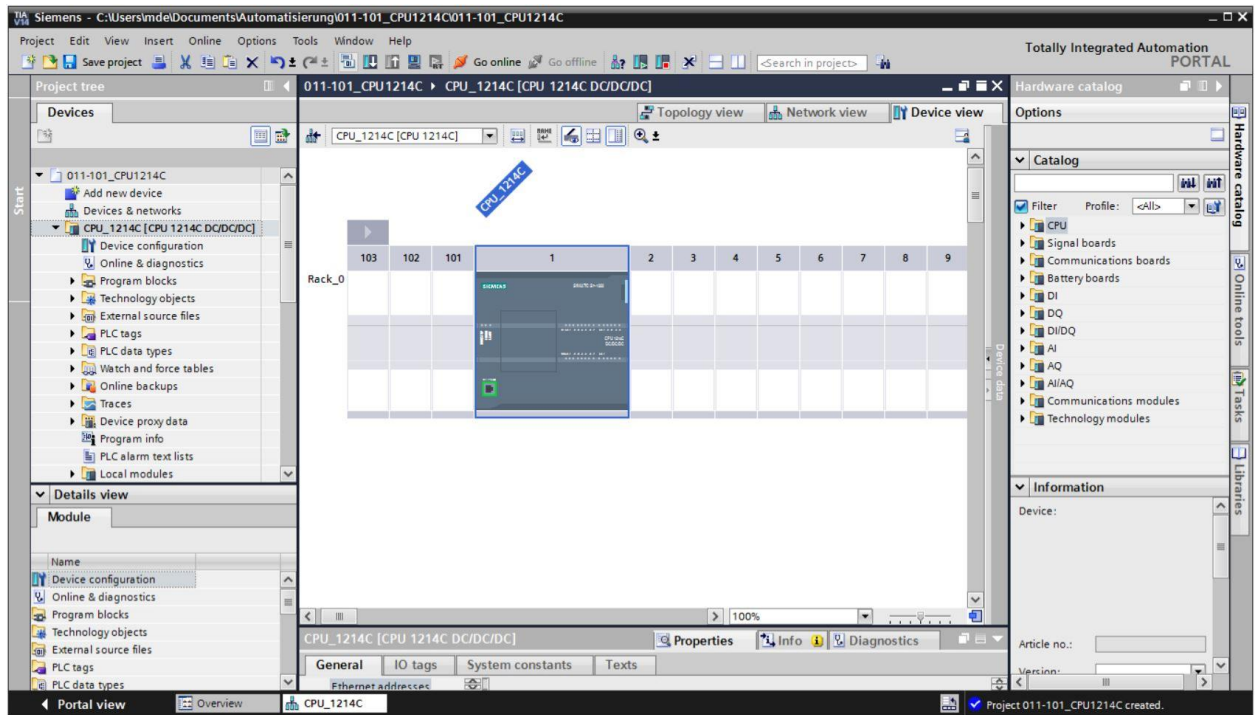 TIA V14 Siemens - C:\Users\mde\Documents\Automatisierung\011-101_CPU1214C\011-101_CPU1214C
Project Edit View Insert Online Options Tools Window Help
Totally Integrated Automation
PORTAL
Save project Go online Go offline <Search in project>
Project tree
Devices
Start
011-101_CPU1214C
Add new device
Devices & networks
CPU_1214C [CPU 1214C DC/DC/DC]
Device configuration
Online & diagnostics
Program blocks
Technology objects
External source files
PLC tags
PLC data types
Watch and force tables
Online backups
Traces
Device proxy data
Program info
PLC alarm text lists
Local modules
Details view
Module
Name
Device configuration
Online & diagnostics
Program blocks
Technology objects
External source files
PLC tags
PLC data types
011-101_CPU1214C CPU_1214C [CPU 1214C DC/DC/DC]
Topology view Network view Device view
CPU_1214C [CPU 1214C]
CPU_1214C
103 102 101 1 2 3 4 5 6 7 8 9
Rack_0
SIEMENS
Device data
100%
CPU_1214C [CPU 1214C DC/DC/DC]
Properties Info Diagnostics
General IO tags System constants Texts
Ethernet addresses
Hardware catalog
Options
Catalog
Filter Profile: <All>
CPU
Signal boards
Communications boards
Battery boards
DI
DQ
DI/DQ
AI
AQ
AI/AQ
Communications modules
Technology modules
Information
Device:
Article no.:
Version:
Hardware catalog
Online tools
Tasks
Libraries
Portal view Overview CPU_1214C Project 011-101_CPU1214C created.